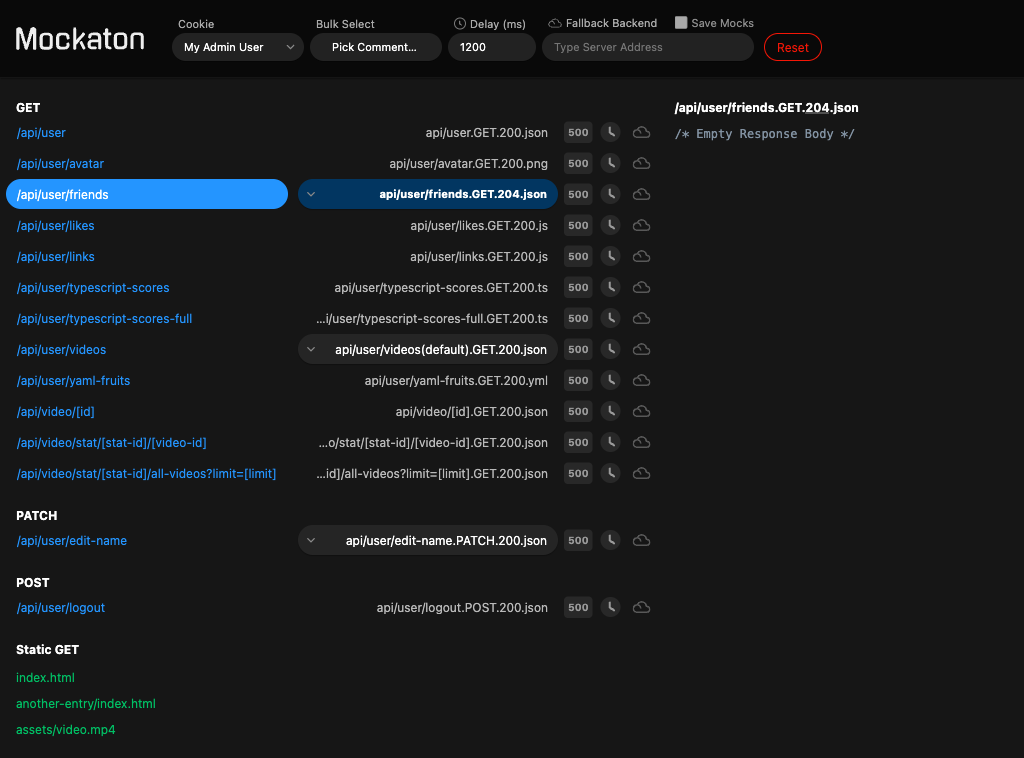 Mockaton
Cookie
My Admin User
Bulk Select
Pick Comment...
Delay (ms)
1200
Fallback Backend
Save Mocks
Type Server Address
Reset
GET
/api/user api/user.GET.200.json 500
/api/user/avatar api/user/avatar.GET.200.png 500
/api/user/friends api/user/friends.GET.204.json 500
/api/user/likes api/user/likes.GET.200.js 500
/api/user/links api/user/links.GET.200.js 500
/api/user/typescript-scores api/user/typescript-scores.GET.200.ts 500
/api/user/typescript-scores-full ...i/user/typescript-scores-full.GET.200.ts 500
/api/user/videos api/user/videos(default).GET.200.json 500
/api/user/yaml-fruits api/user/yaml-fruits.GET.200.yml 500
/api/video/[id] api/video/[id].GET.200.json 500
/api/video/stat/[stat-id]/[video-id] ...o/stat/[stat-id]/[video-id].GET.200.json 500
/api/video/stat/[stat-id]/all-videos?limit=[limit] ...id]/all-videos?limit=[limit].GET.200.json 500
PATCH
/api/user/edit-name api/user/edit-name.PATCH.200.json 500
POST
/api/user/logout api/user/logout.POST.200.json 500
Static GET
index.html
another-entry/index.html
assets/video.mp4
/api/user/friends.GET.204.json
/* Empty Response Body */